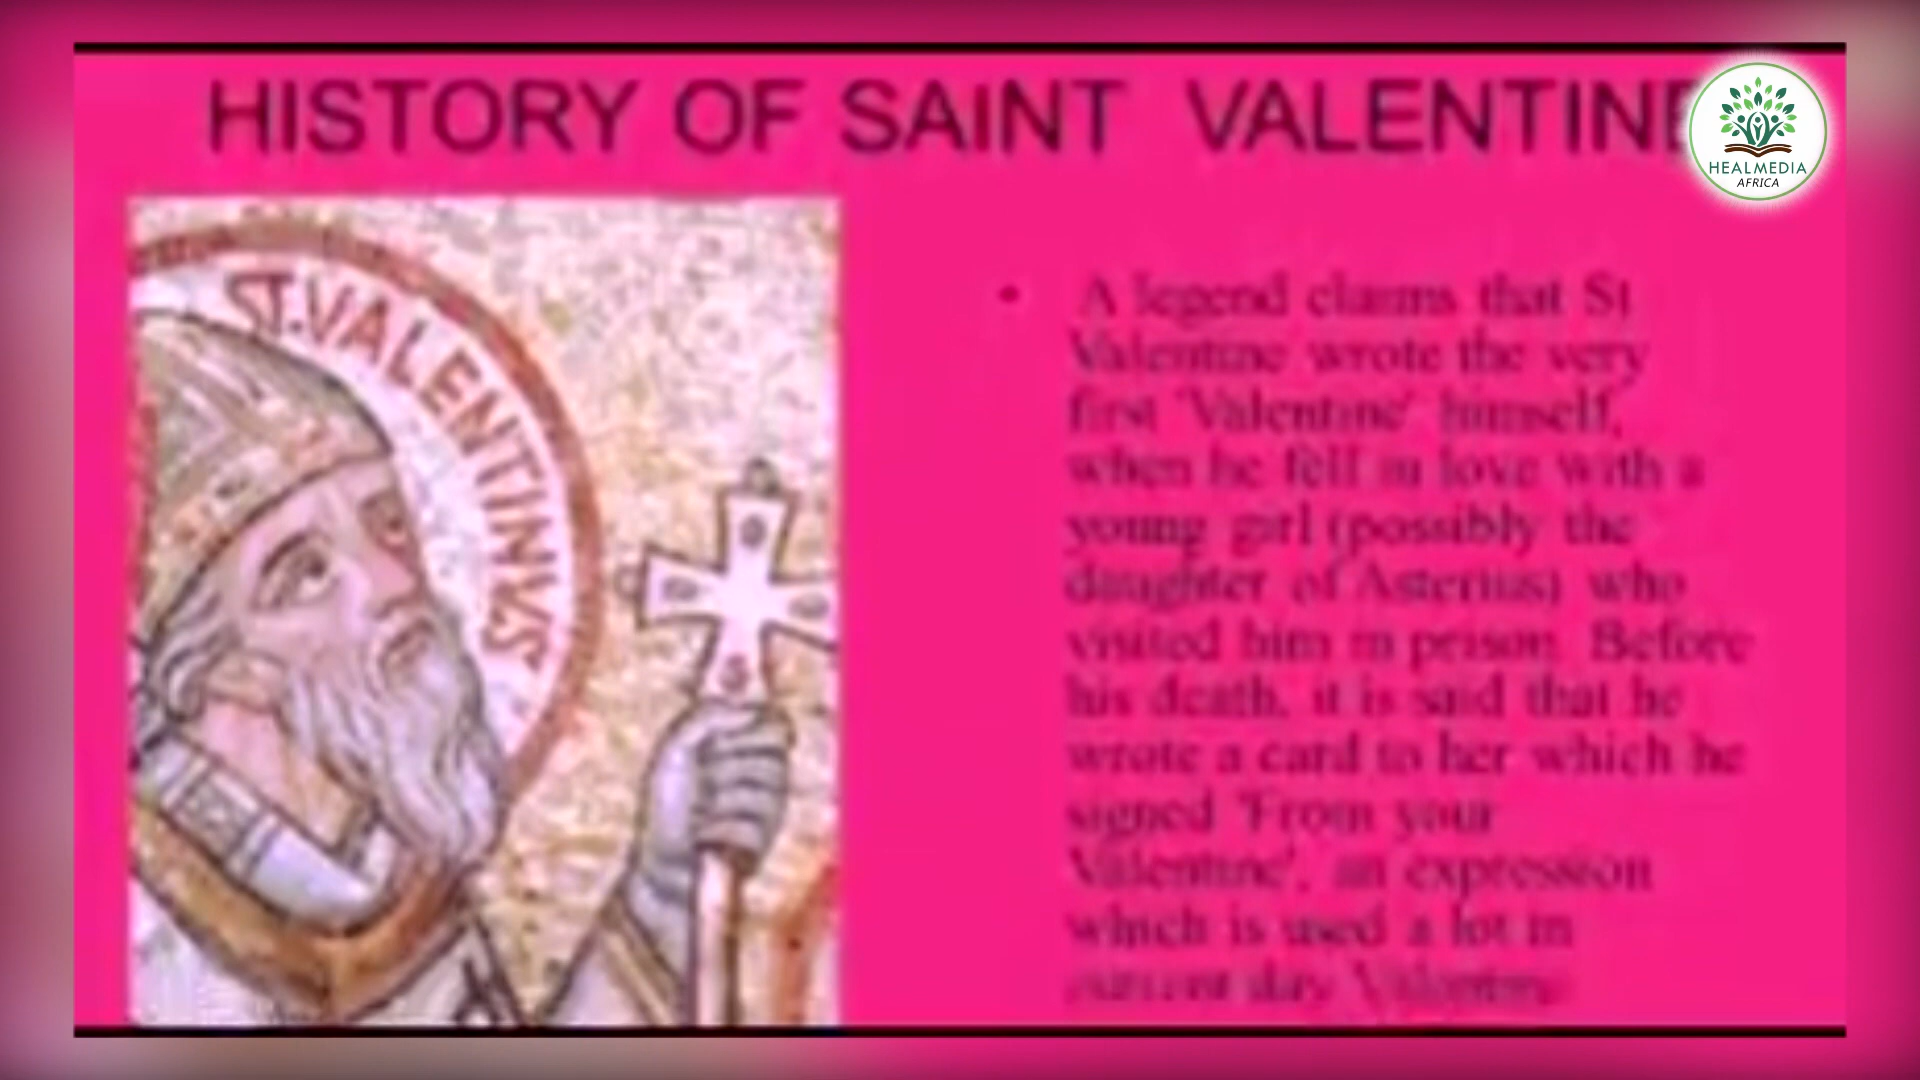 HISTORY OF SAINT VALENTINE
HEALMEDIA
AFRICA
ST. VALENTINVS
• A legend claims that St
Valentine wrote the very
first 'Valentine' himself,
when he fell in love with a
young girl (possibly the
daughter of Asterius) who
visited him in prison. Before
his death, it is said that he
wrote a card to her which he
signed 'From your
Valentine', an expression
which is used a lot in
current day Valentine